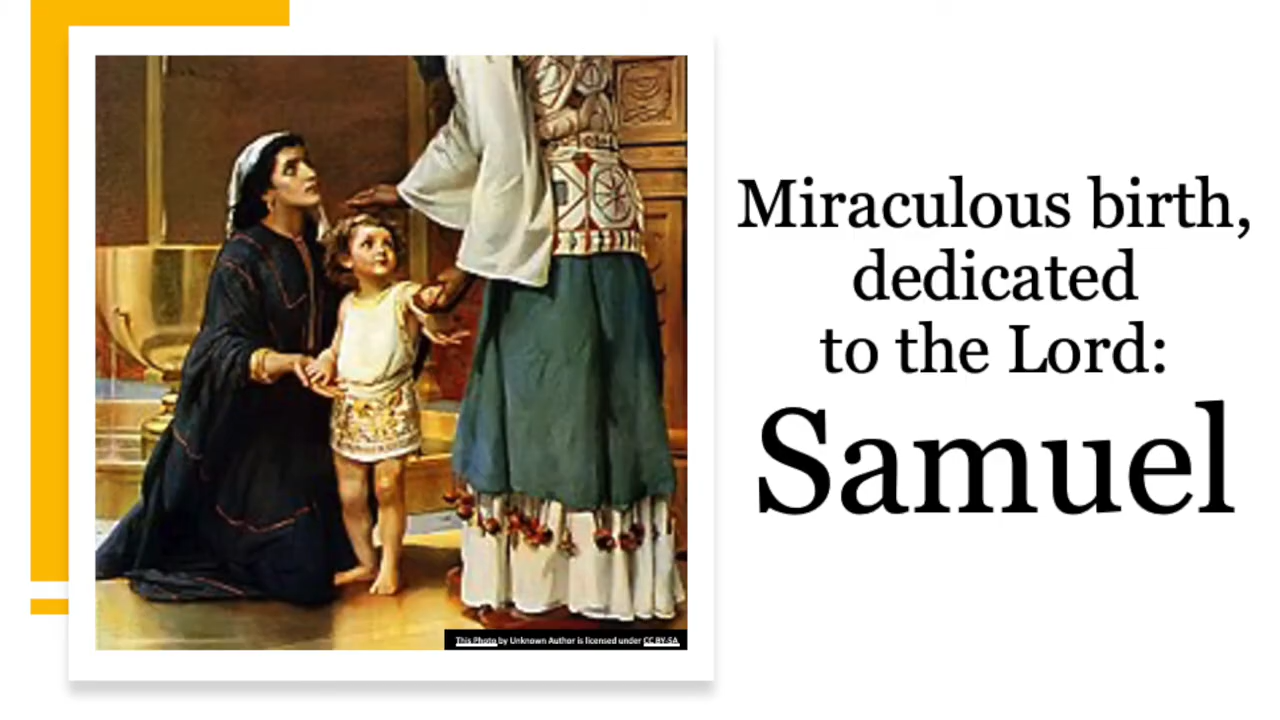 Miraculous birth,
dedicated
to the Lord:
Samuel
This Photo by Unknown Author is licensed under CC BY-SA